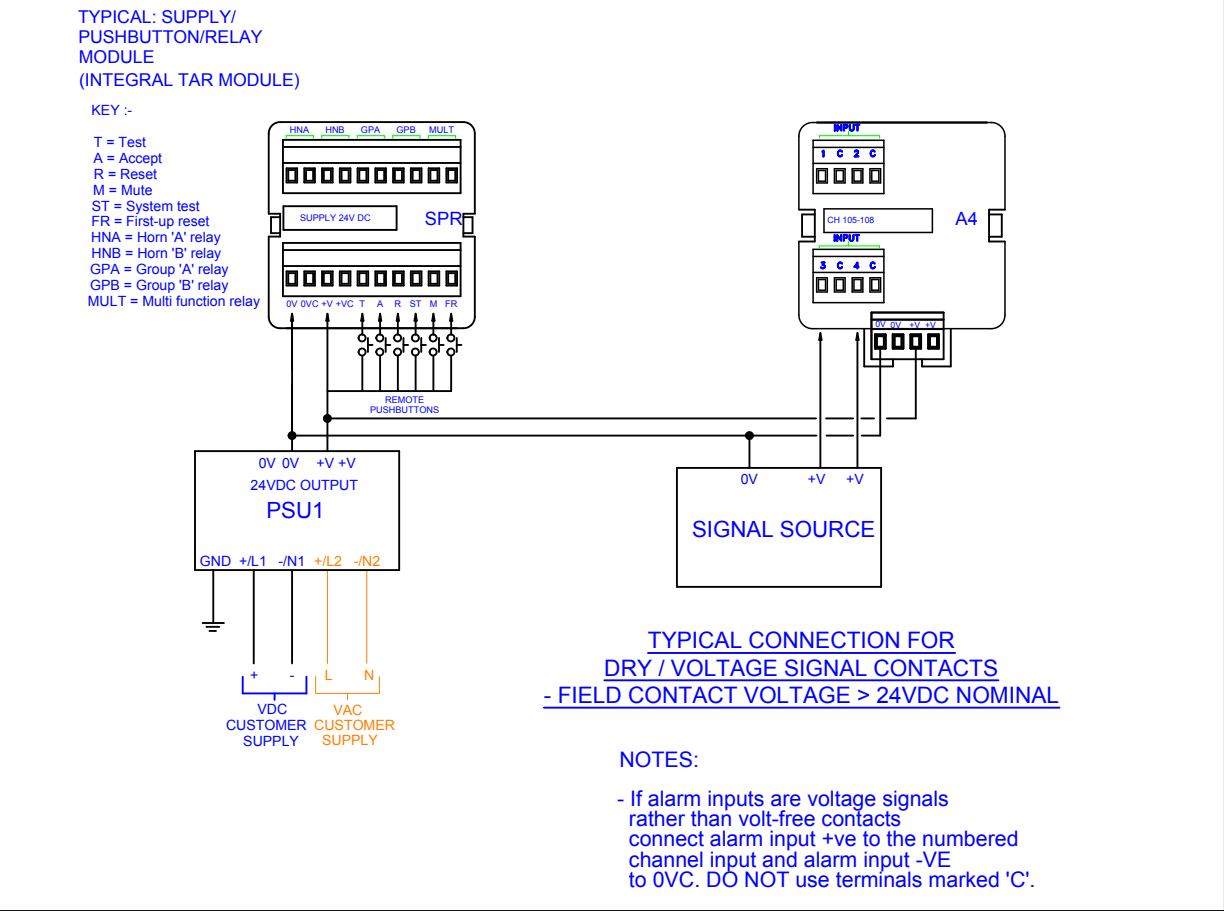 TYPICAL: SUPPLY/
PUSHBUTTON/RELAY
MODULE
(INTEGRAL TAR MODULE)
KEY :-
T = Test
A = Accept
R = Reset
M = Mute
ST = System test
FR = First-up reset
HNA = Horn 'A' relay
HNB = Horn 'B' relay
GPA = Group 'A' relay
GPB = Group 'B' relay
MULT = Multi function relay
HNA HNB GPA GPB MULT
SUPPLY 24V DC
SPR
0V 0VC +V +VC T A R ST M FR
REMOTE
PUSHBUTTONS
INPUT
1 C 2 C
CH 105-108
A4
INPUT
3 C 4 C
0V 0V +V +V
0V 0V +V +V
24VDC OUTPUT
PSU1
GND +/L1 -/N1 +/L2 -/N2
+ - L N
VDC
CUSTOMER
SUPPLY
VAC
CUSTOMER
SUPPLY
0V +V +V
SIGNAL SOURCE
TYPICAL CONNECTION FOR
DRY / VOLTAGE SIGNAL CONTACTS
- FIELD CONTACT VOLTAGE > 24VDC NOMINAL
NOTES:
- If alarm inputs are voltage signals
rather than volt-free contacts
connect alarm input +ve to the numbered
channel input and alarm input -VE
to 0VC. DO NOT use terminals marked 'C'.